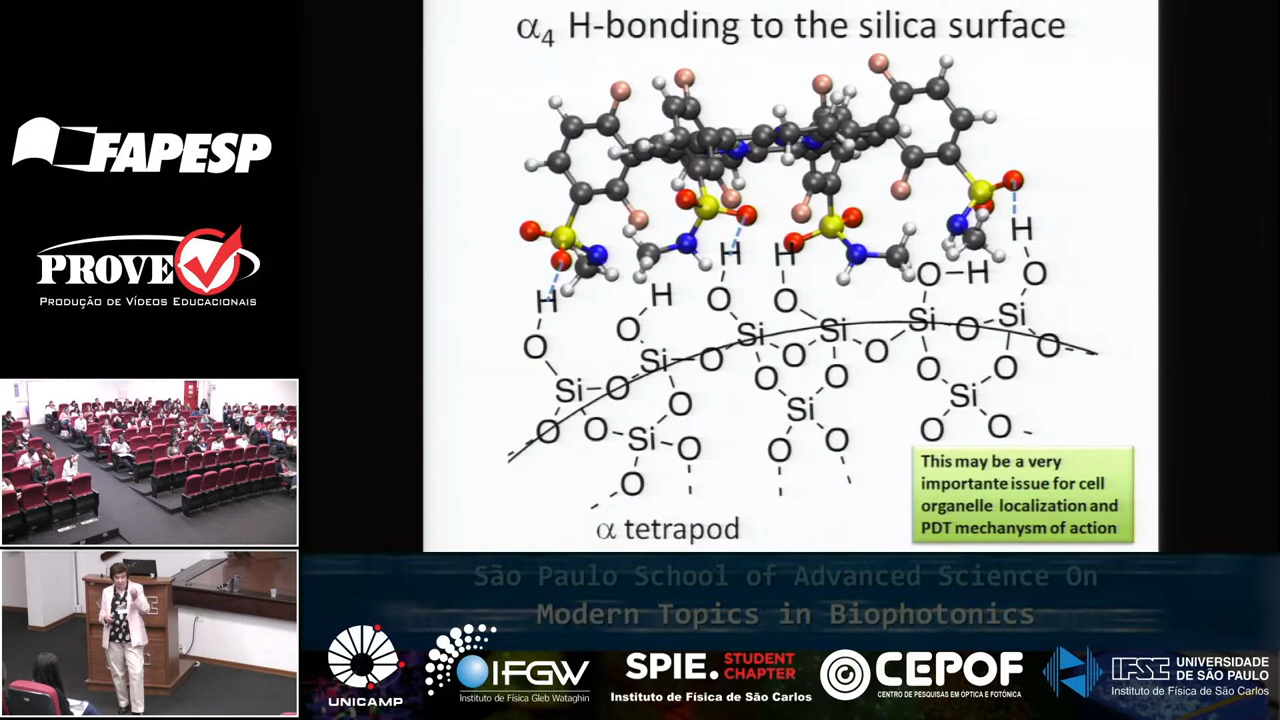 α4 H-bonding to the silica surface
FAPESP
PROVE
PRODUÇÃO DE VÍDEOS EDUCACIONAIS
H
H
H
H
O
H
O
O
O
H
O
O
Si
Si
Si
Si
O
O
O
Si
O
O
O
Si
O
O
O
O
O
Si
Si
O
O
Si
O
O
O
O
O
O
O
α tetrapod
This may be a very
importante issue for cell
organelle localization and
PDT mechanysm of action
São Paulo School of Advanced Science On
Modern Topics in Biophotonics
UNICAMP
IFGW
Instituto de Física Gleb Wataghin
SPIE. STUDENT CHAPTER
Instituto de Física de São Carlos
CEPOF
CENTRO DE PESQUISAS EM ÓPTICA E FOTÔNICA
IFSC UNIVERSIDADE DE SÃO PAULO
Instituto de Física de São Carlos